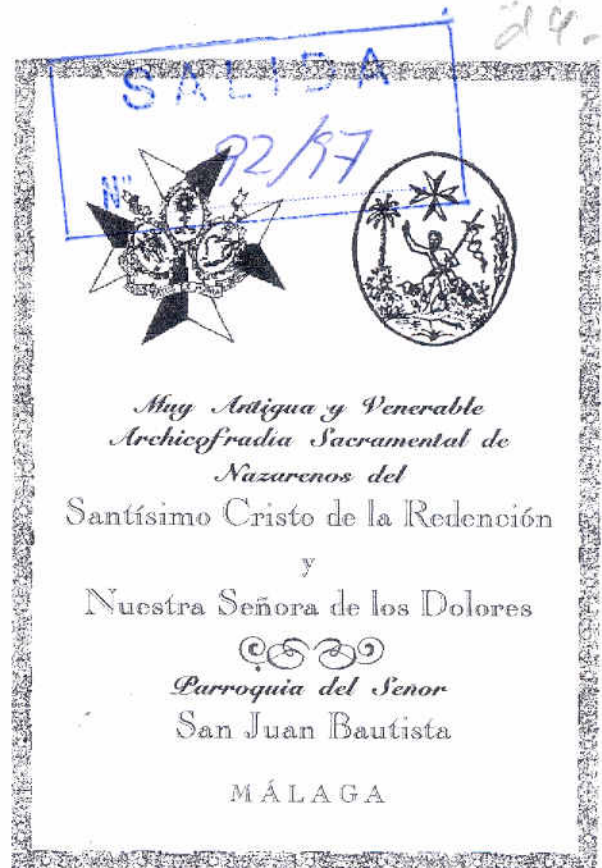 SALIDA
Nº 92/97
Muy Antigua y Venerable
Archicofradia Sacramental de
Nazarenos del
Santísimo Cristo de la Redención
y
Nuestra Señora de los Dolores
Parroquia del Señor
San Juan Bautista
MÁLAGA